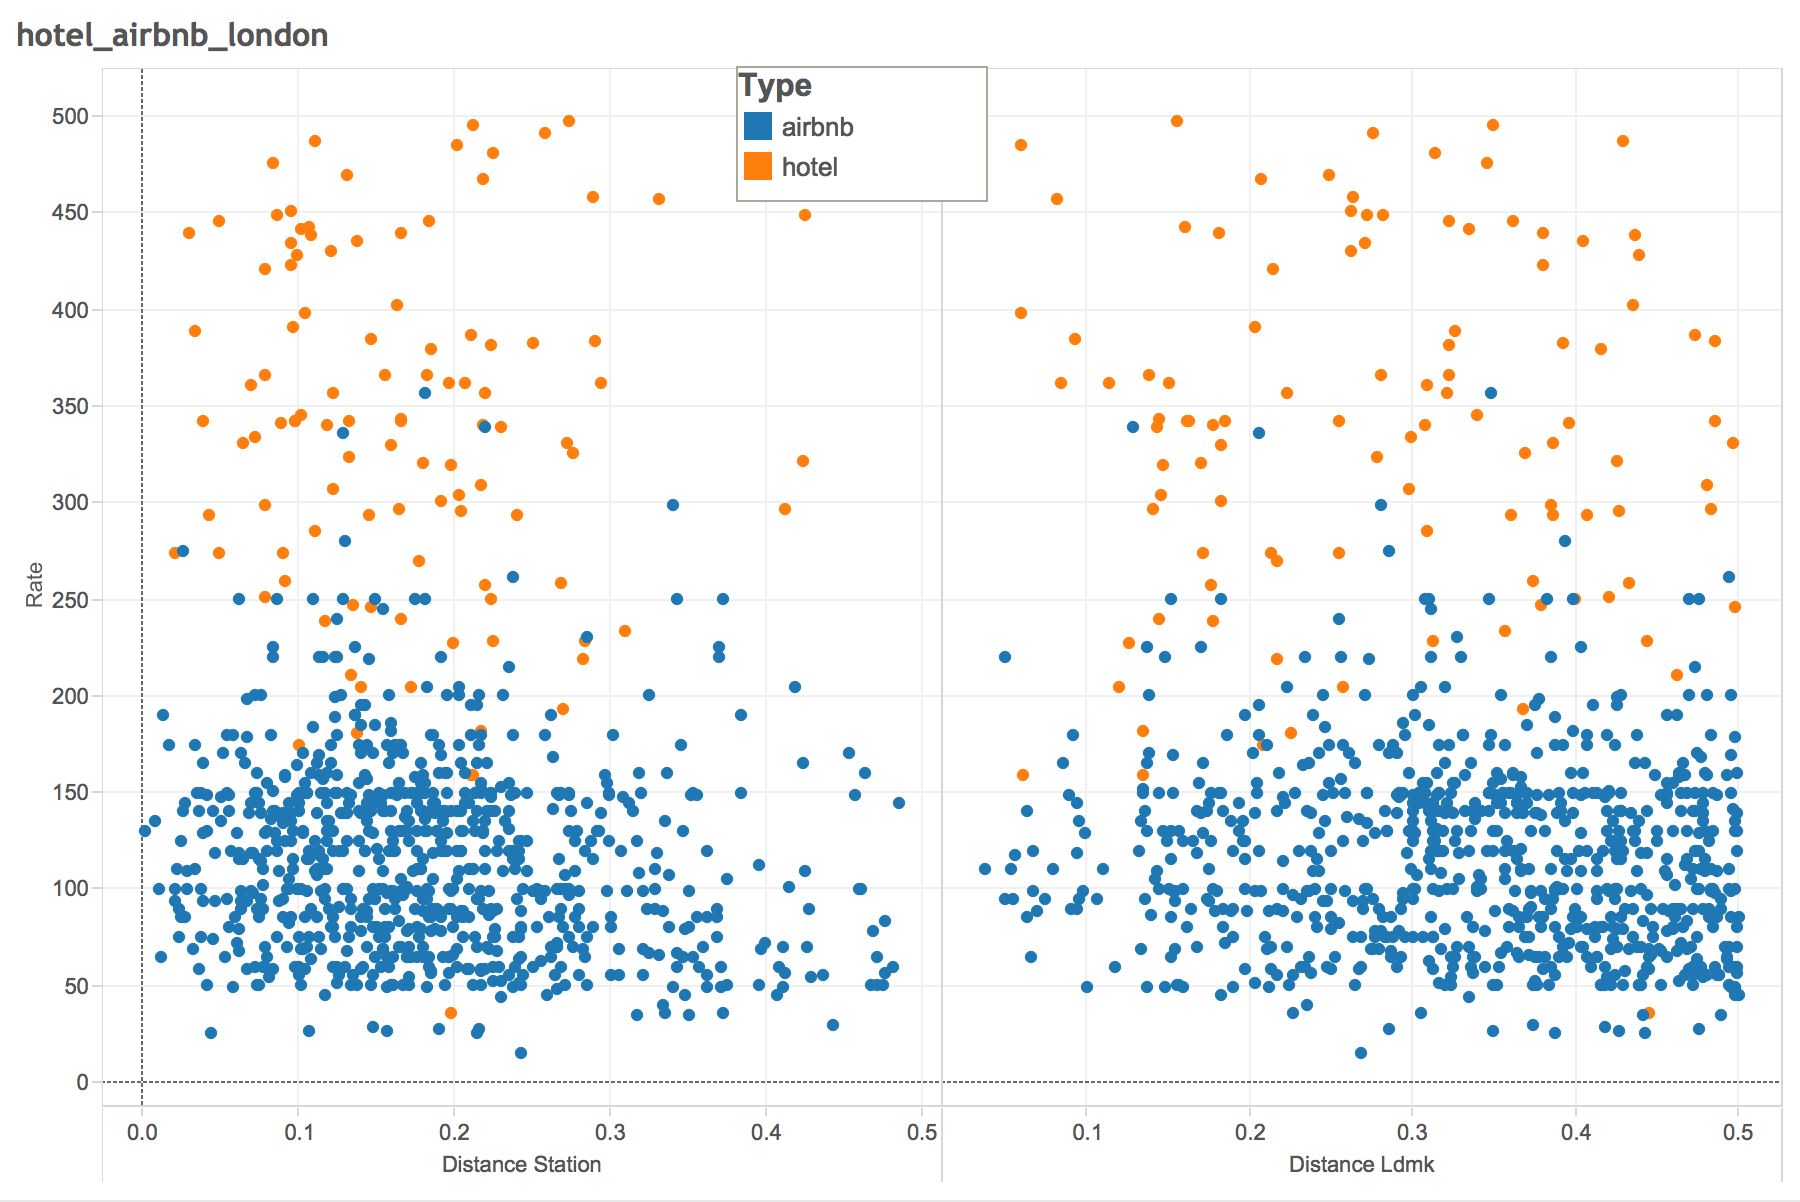 hotel_airbnb_london
Type
airbnb
hotel
500
450
400
350
300
250
200
150
100
50
0
Rate
0.0 0.1 0.2 0.3 0.4 0.5 0.1 0.2 0.3 0.4 0.5
Distance Station Distance Ldmk